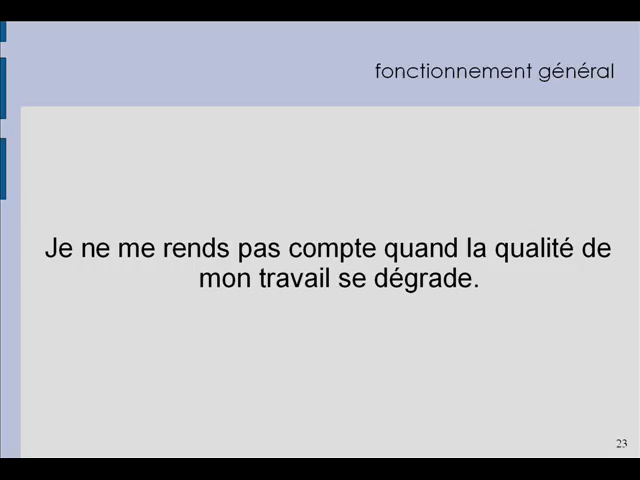 fonctionnement général
Je ne me rends pas compte quand la qualité de
mon travail se dégrade.
23